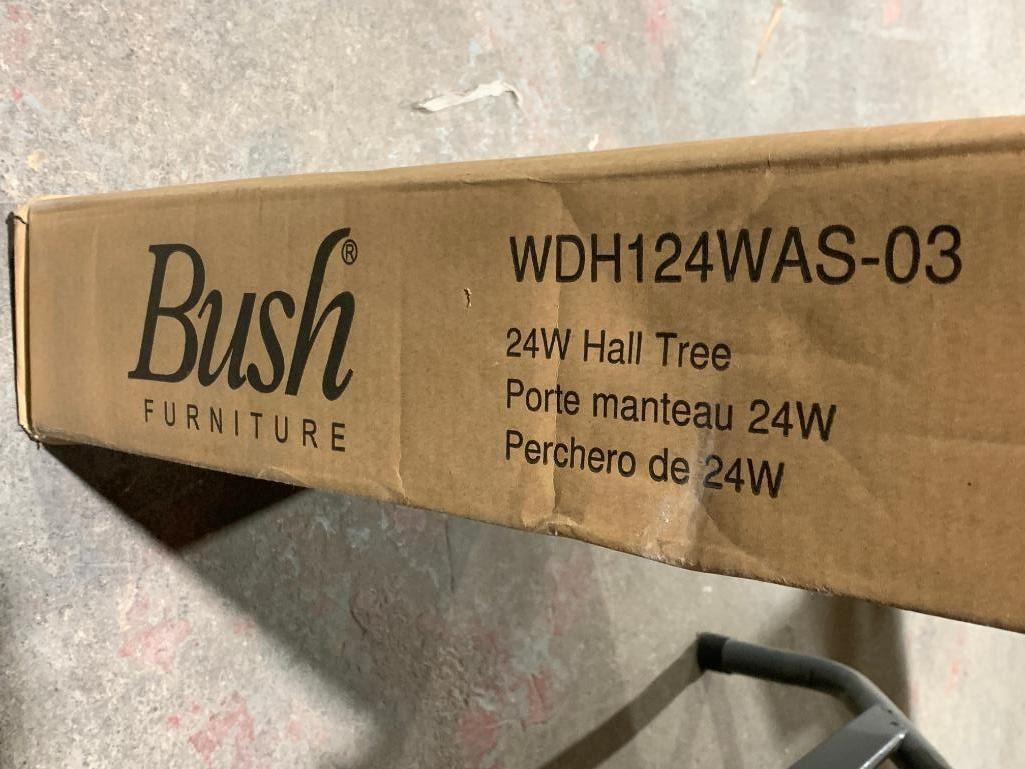 Bush®
FURNITURE
WDH124WAS-03
24W Hall Tree
Porte manteau 24W
Perchero de 24W